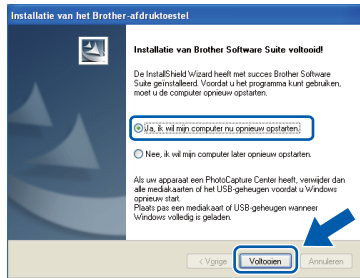 Installatie van het Brother-afdruktoestel
Installatie van Brother Software Suite voltooid!
De InstallShield Wizard heeft met succes Brother Software
Suite geïnstalleerd. Voordat u het programma kunt gebruiken,
moet u de computer opnieuw opstarten.
Ja, ik wil mijn computer nu opnieuw opstarten.
Nee, ik wil mijn computer later opnieuw opstarten.
Als uw apparaat een PhotoCapture Center heeft, verwijder dan
alle mediakaarten of het USB-geheugen voordat u Windows
opnieuw start.
Plaats pas een mediakaart of USB-geheugen wanneer
Windows volledig is geladen.
< Vorige Voltooien Annuleren